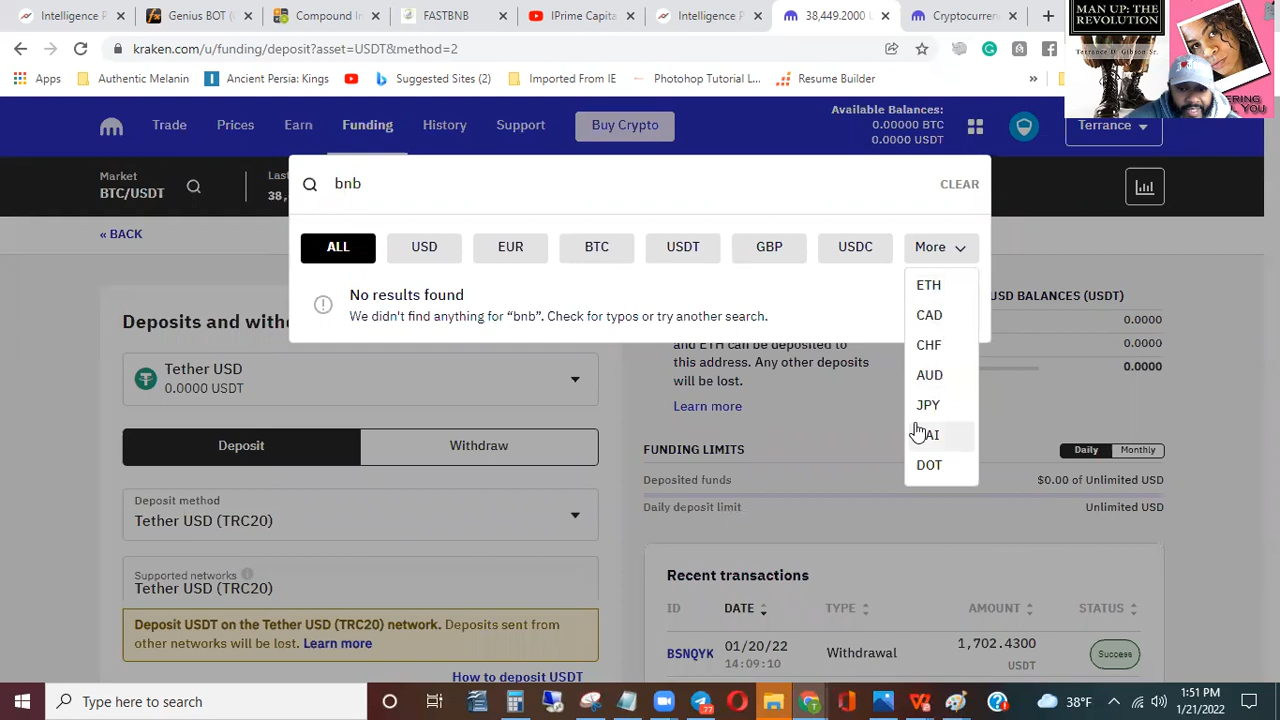 Intelligence P
Genius BOT (
Compound In
FASTBNB
IPrime Capita
Intelligence P
38,449.2000 U
Cryptocurren
kraken.com/u/funding/deposit?asset=USDT&method=2
Apps
Authentic Melanin
Ancient Persia: Kings
Suggested Sites (2)
Imported From IE
Photohop Tutorial L...
Resume Builder
MAN UP: THE
REVOLUTION
Terrance D. Gibson Sr.
YOU
Trade
Prices
Earn
Funding
History
Support
Buy Crypto
Available Balances:
0.00000 BTC
0.0000 USDT
Terrance
Market
BTC/USDT
Las
38,
bnb
CLEAR
ALL
USD
EUR
BTC
USDT
GBP
USDC
More
ETH
CAD
CHF
AUD
JPY
AI
DOT
No results found
We didn't find anything for “bnb”. Check for typos or try another search.
« BACK
Deposits and withd
Tether USD
0.0000 USDT
Deposit
Withdraw
Deposit method
Tether USD (TRC20)
Supported networks
Tether USD (TRC20)
Deposit USDT on the Tether USD (TRC20) network. Deposits sent from
other networks will be lost. Learn more
How to deposit USDT
and ETH can be deposited to
this address. Any other deposits
will be lost.
Learn more
USD BALANCES (USDT)
0.0000
0.0000
0.0000
FUNDING LIMITS
Daily
Monthly
Deposited funds
$0.00 of Unlimited USD
Daily deposit limit
Unlimited USD
Recent transactions
ID
DATE
TYPE
AMOUNT
STATUS
BSNQYK
01/20/22
14:09:10
Withdrawal
1,702.4300
USDT
Success
Type here to search
38°F
1:51 PM
1/21/2022